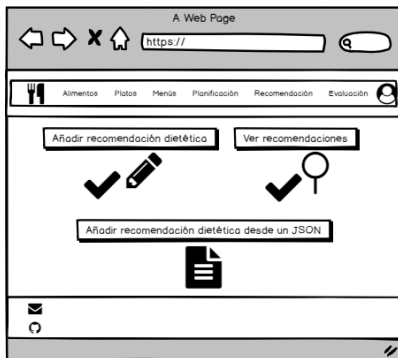 A Web Page
https://
Alimentos Platos Menús Planificación Recomendación Evaluación
Añadir recomendación dietética Ver recomendaciones
Añadir recomendación dietética desde un JSON